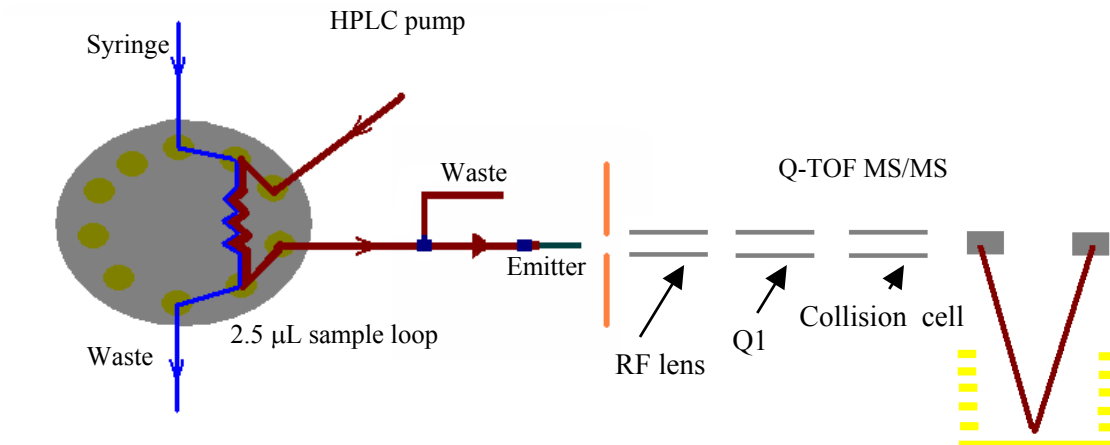 HPLC pump
Syringe
Waste
Q-TOF MS/MS
Emitter
Collision cell
2.5 μL sample loop
Q1
Waste
RF lens